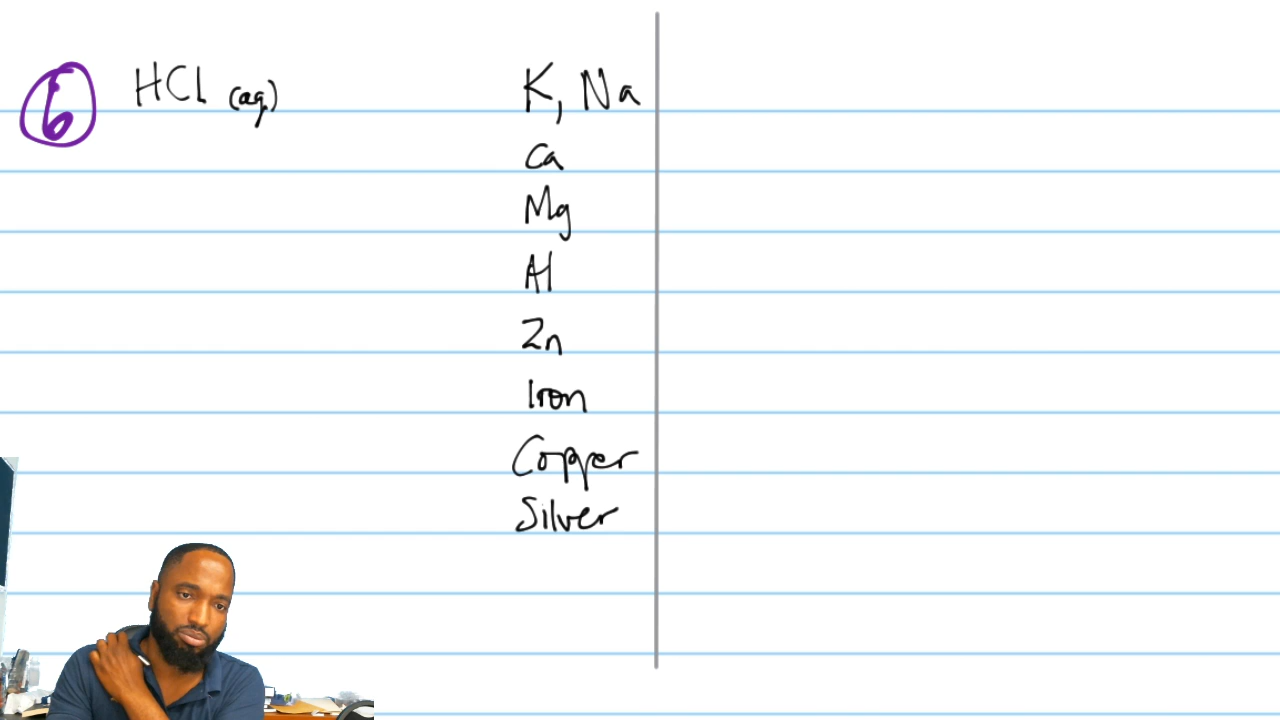 6 HCl (aq) K, Na
Ca
Mg
Al
Zn
Iron
Copper
Silver